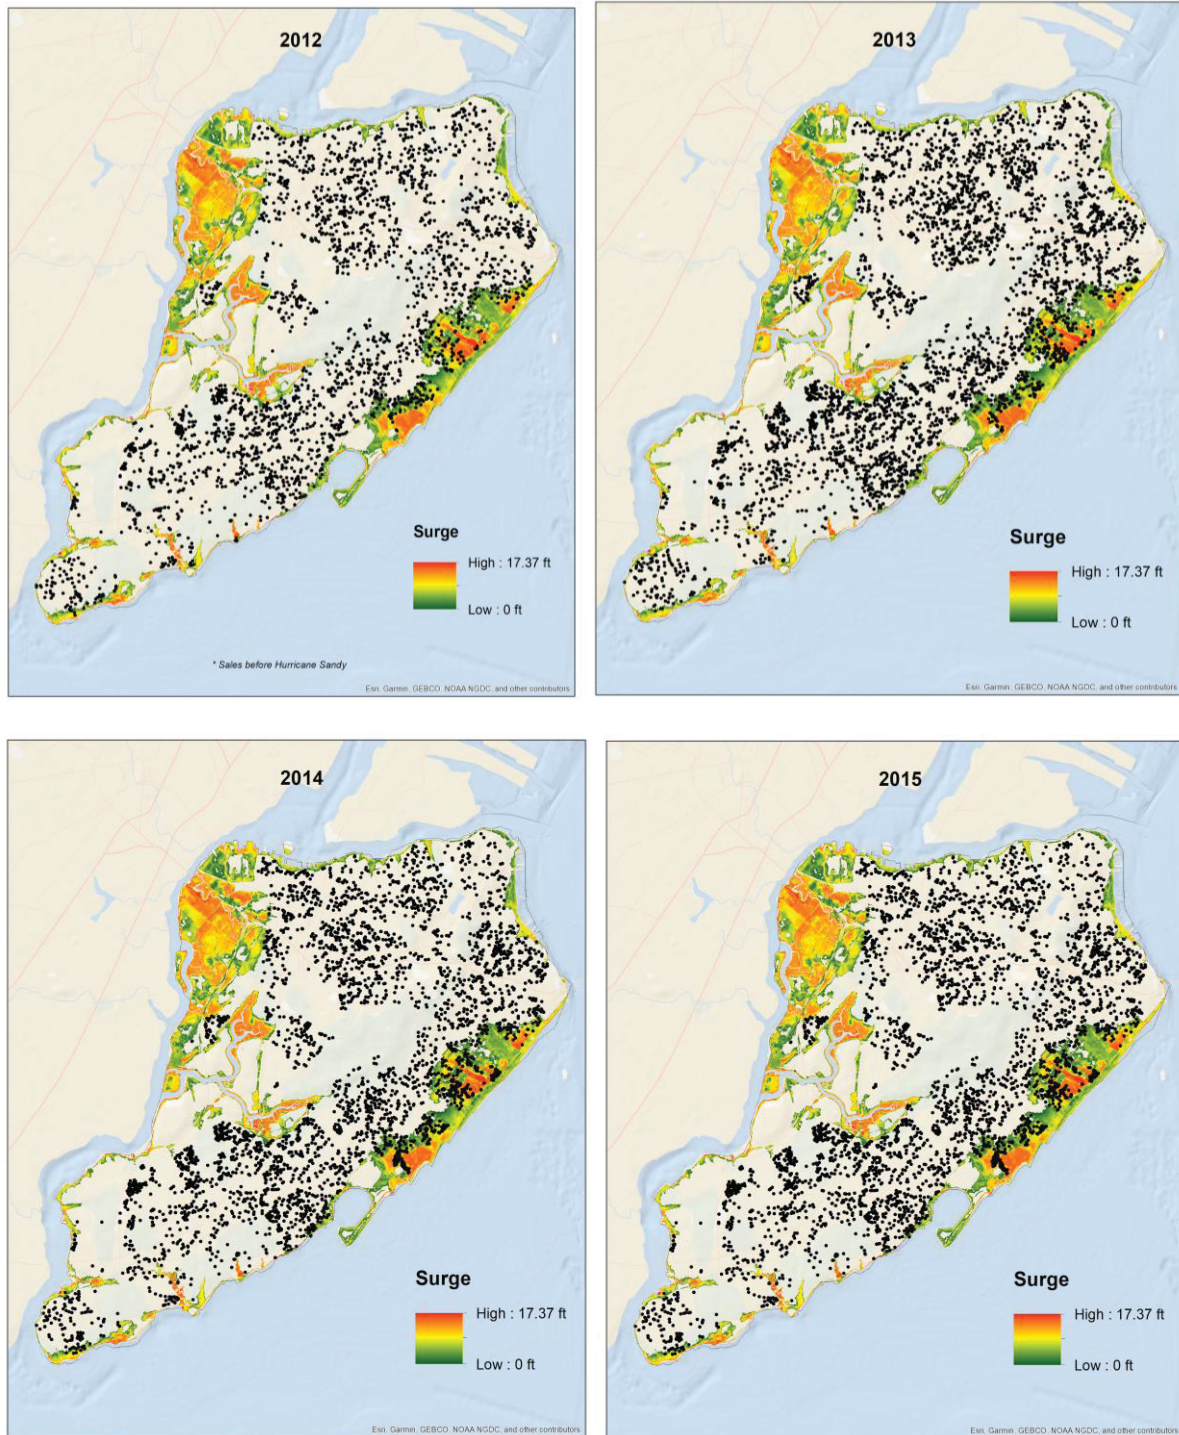 2012
Surge
High : 17.37 ft
Low : 0 ft
* Sales before Hurricane Sandy
Esri, Garmin, GEBCO, NOAA NGDC, and other contributors
2013
Surge
High : 17.37 ft
Low : 0 ft
Esri, Garmin, GEBCO, NOAA NGDC, and other contributors
2014
Surge
High : 17.37 ft
Low : 0 ft
Esri, Garmin, GEBCO, NOAA NGDC, and other contributors
2015
Surge
High : 17.37 ft
Low : 0 ft
Esri, Garmin, GEBCO, NOAA NGDC, and other contributors